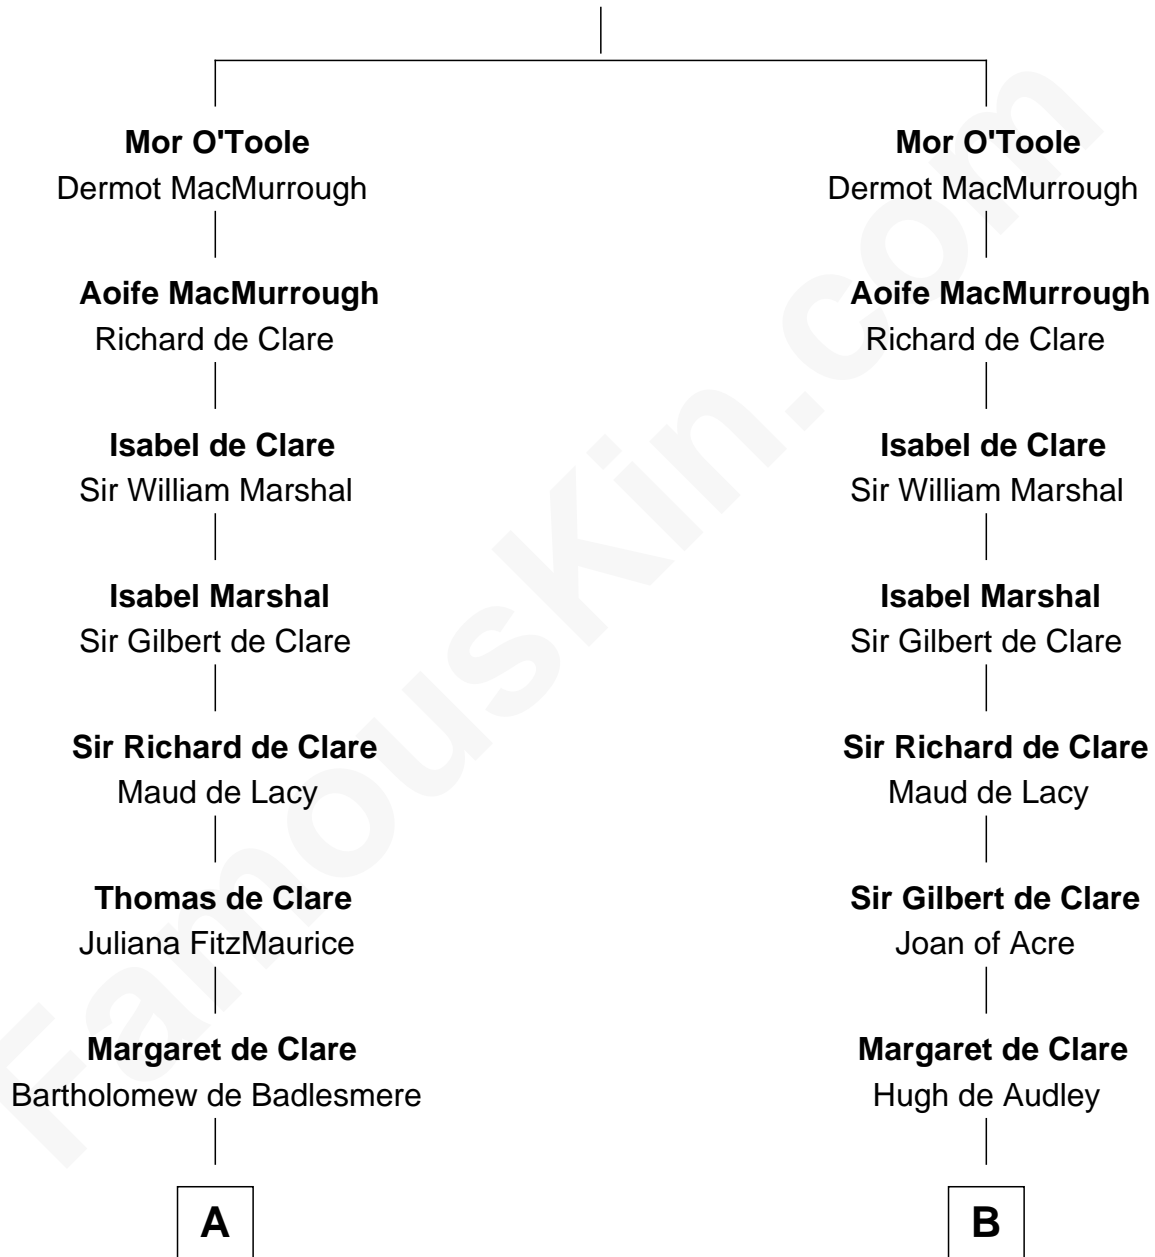 Mor O'Toole
Dermot MacMurrough
Aoife MacMurrough
Richard de Clare
Isabel de Clare
Sir William Marshal
Isabel Marshal
Sir Gilbert de Clare
Sir Richard de Clare
Maud de Lacy
Thomas de Clare
Juliana FitzMaurice
Margaret de Clare
Bartholomew de Badlesmere
A
Mor O'Toole
Dermot MacMurrough
Aoife MacMurrough
Richard de Clare
Isabel de Clare
Sir William Marshal
Isabel Marshal
Sir Gilbert de Clare
Sir Richard de Clare
Maud de Lacy
Sir Gilbert de Clare
Joan of Acre
Margaret de Clare
Hugh de Audley
B
FamousKin.com